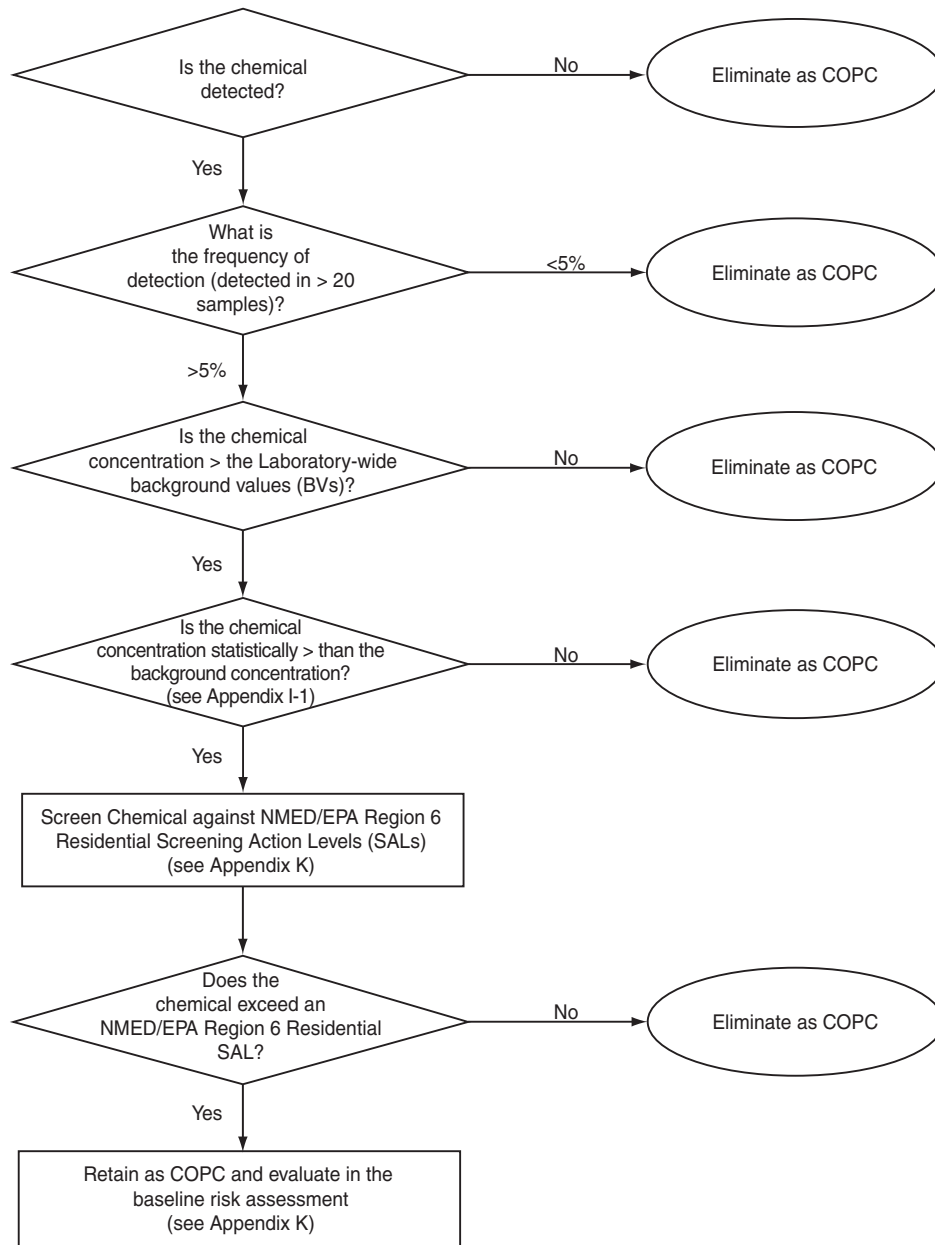 Is the chemical
detected?
No
Eliminate as COPC
Yes
What is
the frequency of
detection (detected in > 20
samples)?
<5%
Eliminate as COPC
>5%
Is the chemical
concentration > the Laboratory-wide
background values (BVs)?
No
Eliminate as COPC
Yes
Is the chemical
concentration statistically > than the
background concentration?
(see Appendix I-1)
No
Eliminate as COPC
Yes
Screen Chemical against NMED/EPA Region 6
Residential Screening Action Levels (SALs)
(see Appendix K)
Does the
chemical exceed an
NMED/EPA Region 6 Residential
SAL?
No
Eliminate as COPC
Yes
Retain as COPC and evaluate in the
baseline risk assessment
(see Appendix K)